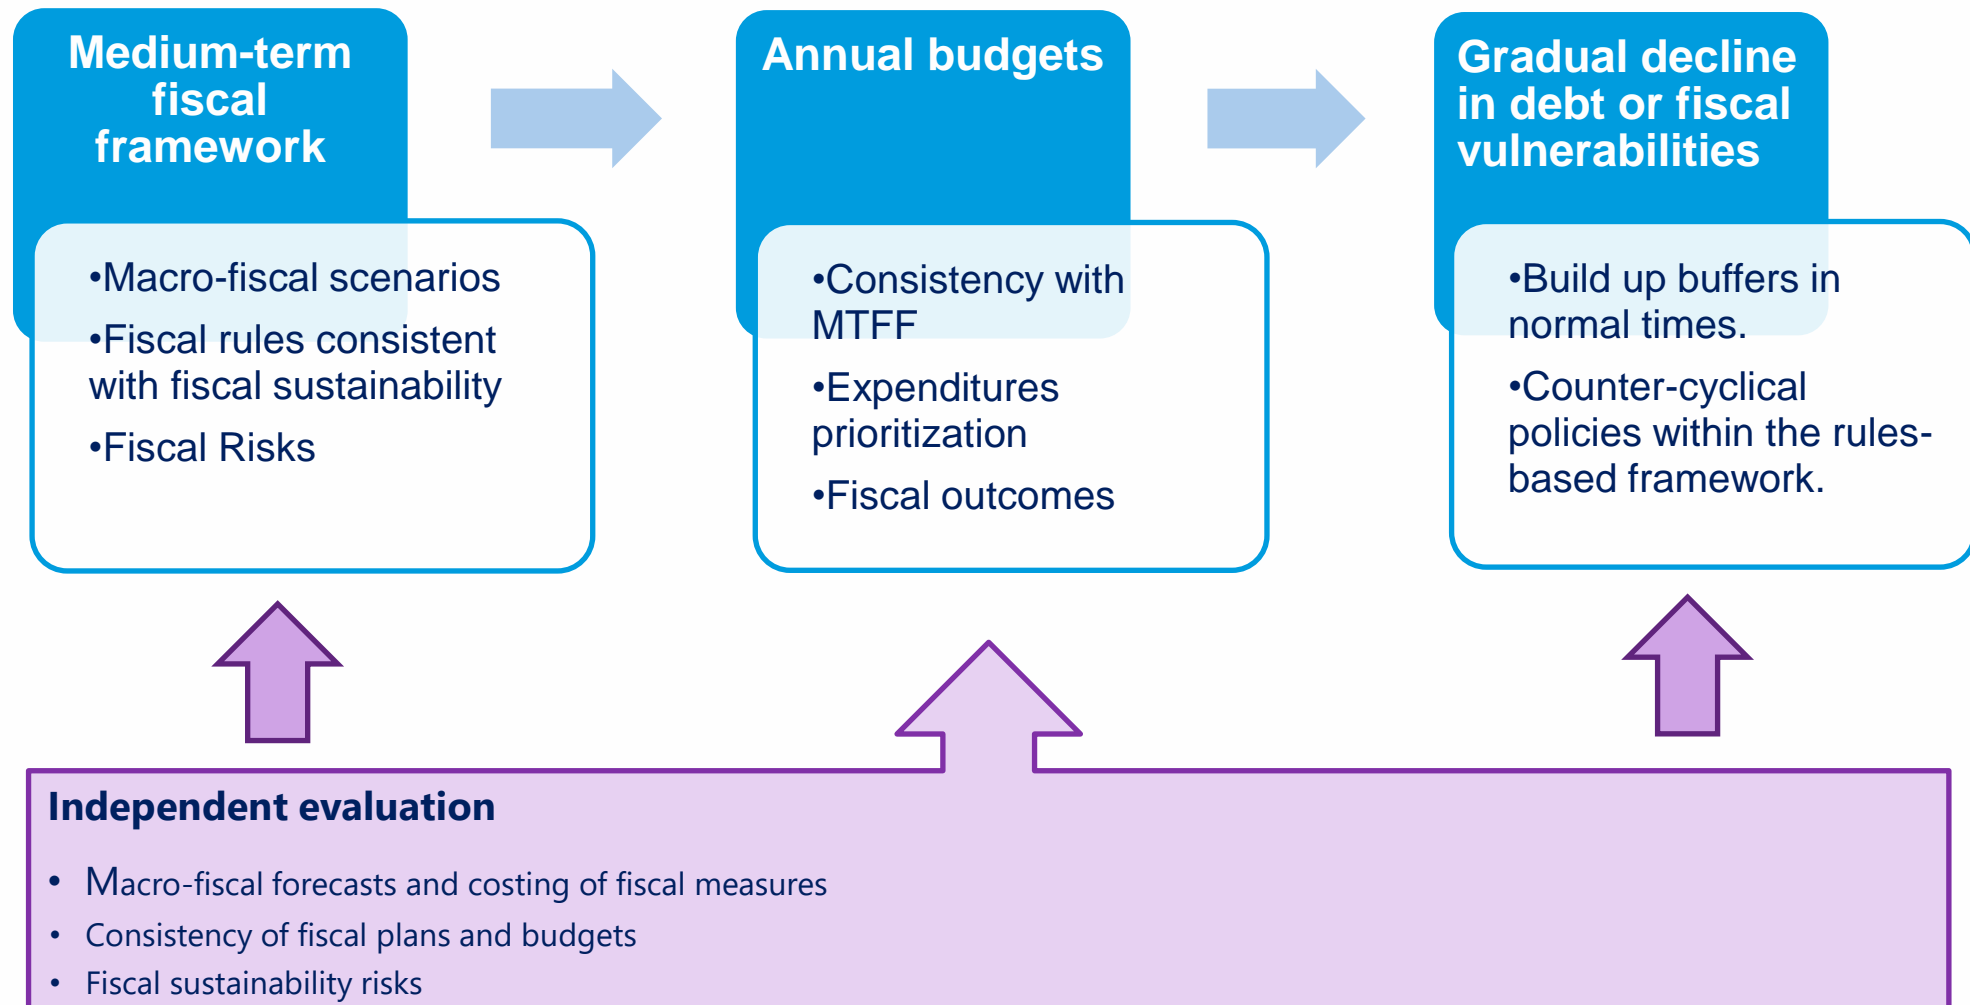 Medium-term
fiscal
framework
•Macro-fiscal scenarios
•Fiscal rules consistent
with fiscal sustainability
•Fiscal Risks
Annual budgets
•Consistency with
MTFF
•Expenditures
prioritization
•Fiscal outcomes
Gradual decline
in debt or fiscal
vulnerabilities
•Build up buffers in
normal times.
•Counter-cyclical
policies within the rules-
based framework.
Independent evaluation
• Macro-fiscal forecasts and costing of fiscal measures
• Consistency of fiscal plans and budgets
• Fiscal sustainability risks